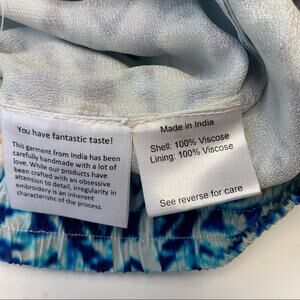 You have fantastic taste!
This garment from India has been
carefully handmade with a lot of
love. While our products have
been crafted with an obsessive
attention to detail, irregularity in
embroidery is an inherent
characteristic of the process.
Made in India
Shell: 100% Viscose
Lining: 100% Viscose
See reverse for care